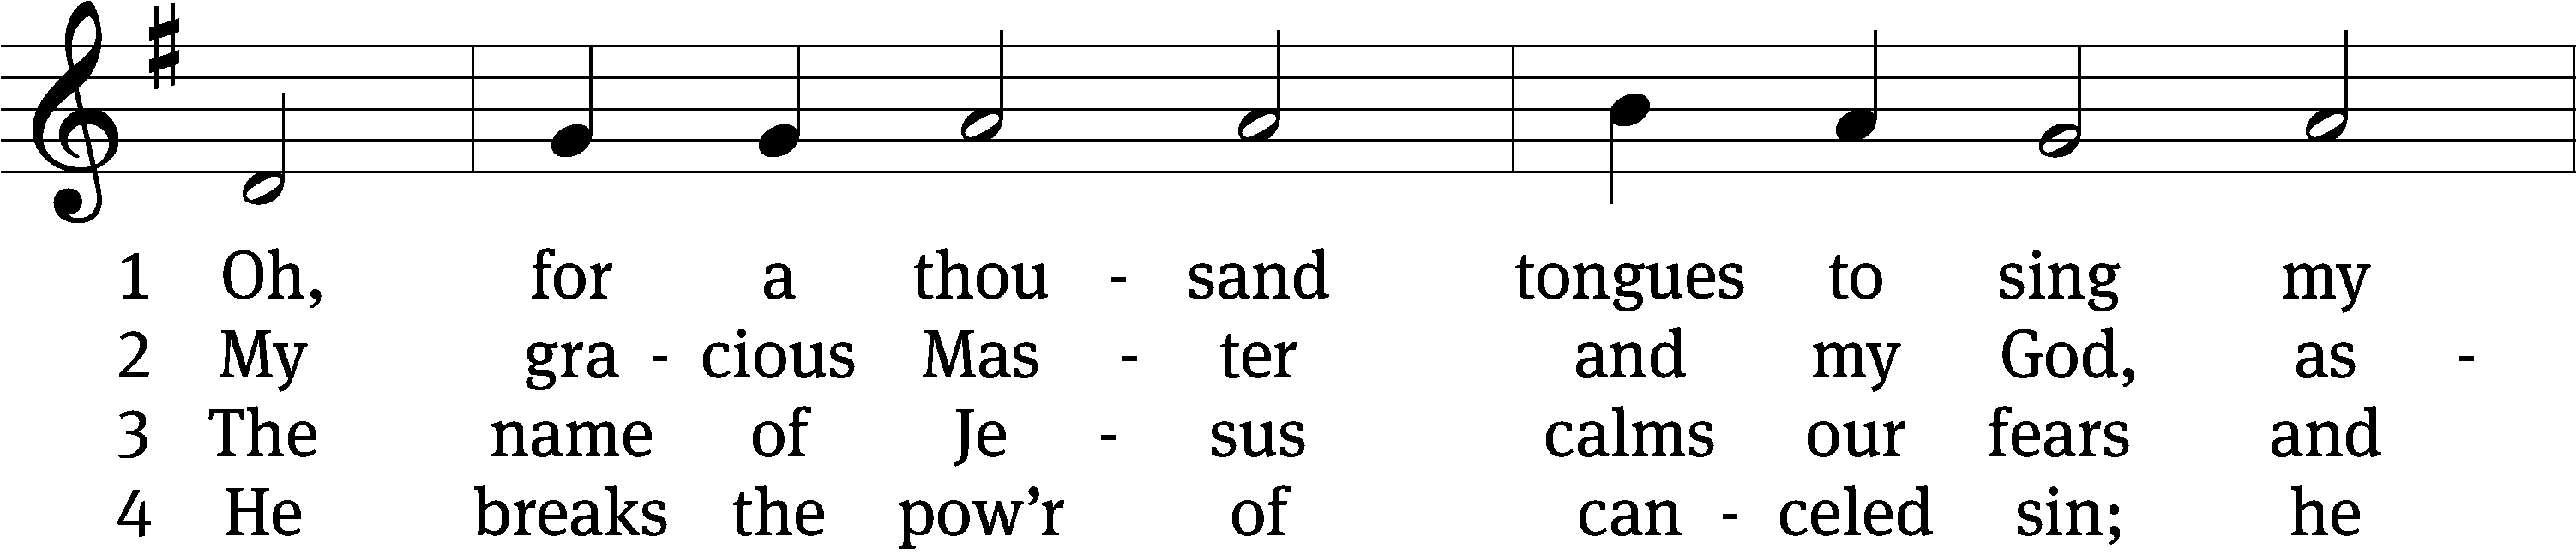 1 Oh, for a thou - sand tongues to sing my
2 My gra - cious Mas - ter and my God, as -
3 The name of Je - sus calms our fears and
4 He breaks the pow’r of can - celed sin; he